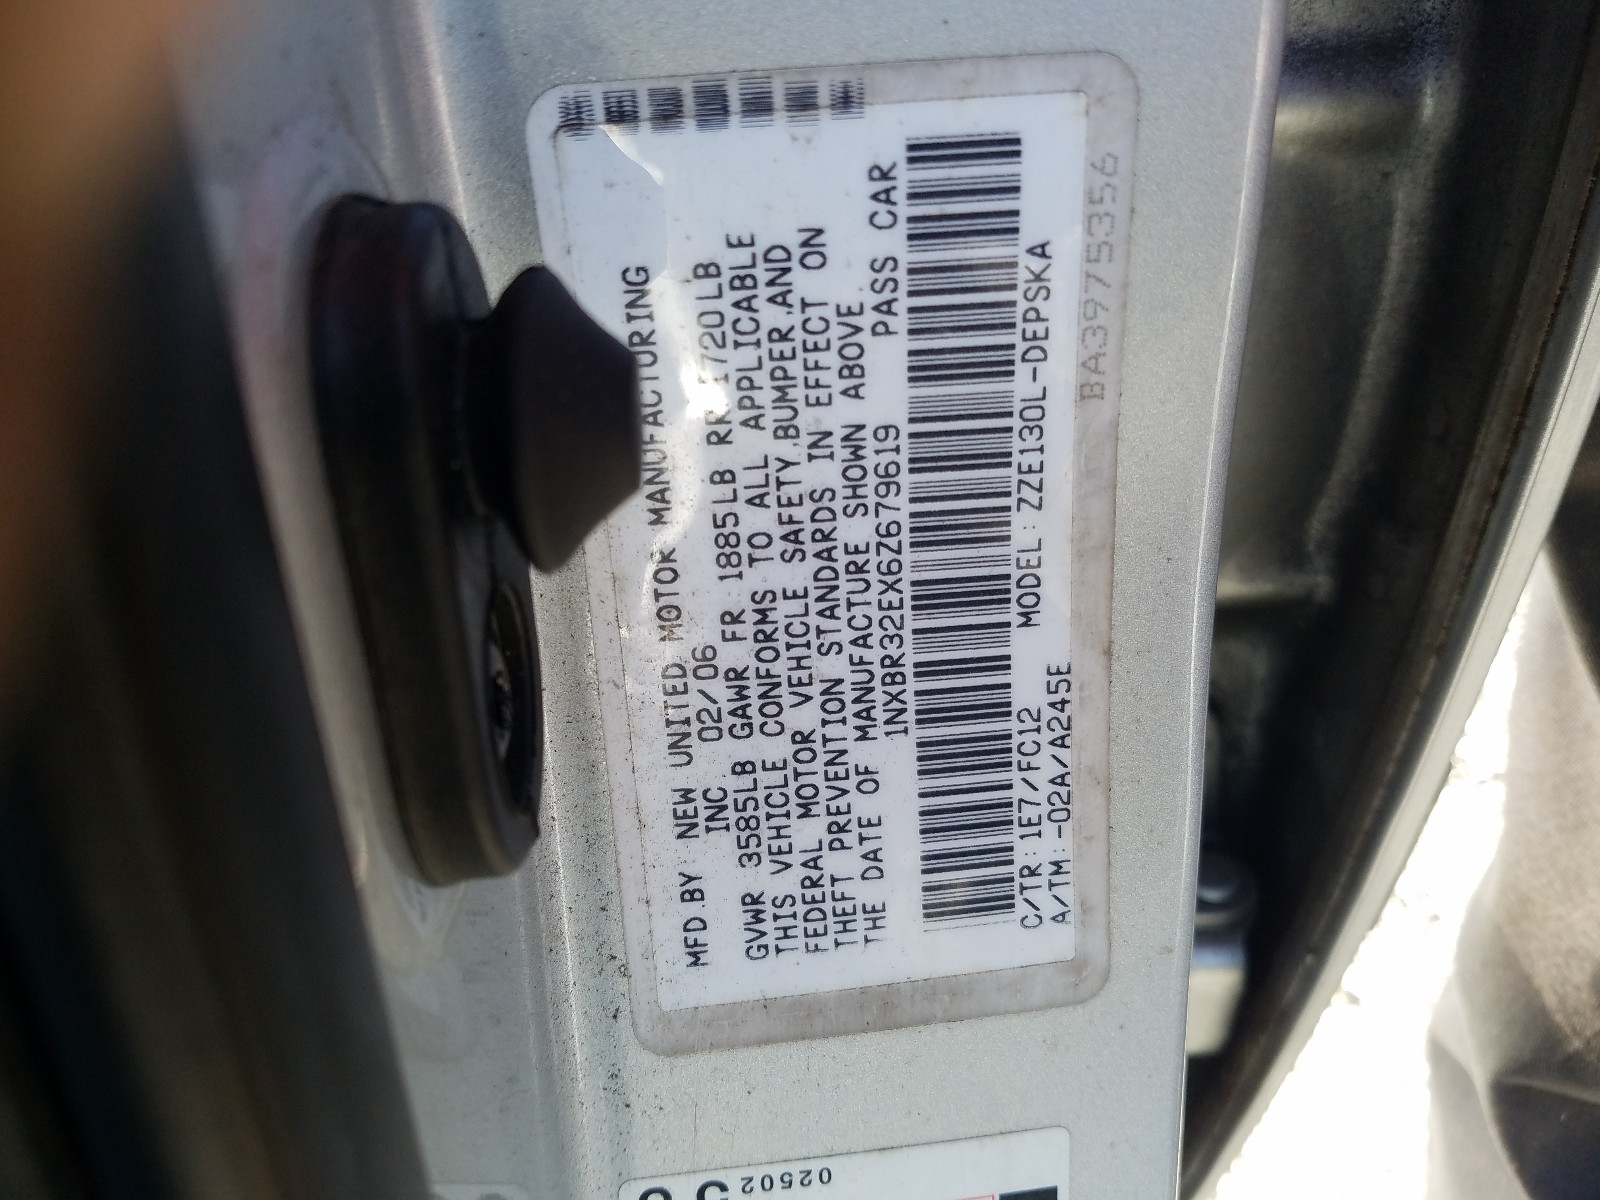 MFD.BY NEW UNITED MOTOR MANUFACTURING
INC 02/06
GVWR 3585LB GAWR FR 1885LB RR 1720LB
THIS VEHICLE CONFORMS TO ALL APPLICABLE
FEDERAL MOTOR VEHICLE SAFETY,BUMPER,AND
THEFT PREVENTION STANDARDS IN EFFECT ON
THE DATE OF MANUFACTURE SHOWN ABOVE.
1NXBR32EX6Z679619 PASS CAR
C/TR:1E7/FC12 MODEL:ZZE130L-DEPSKA
A/TM:-02A/A245E
BA3975356
02502